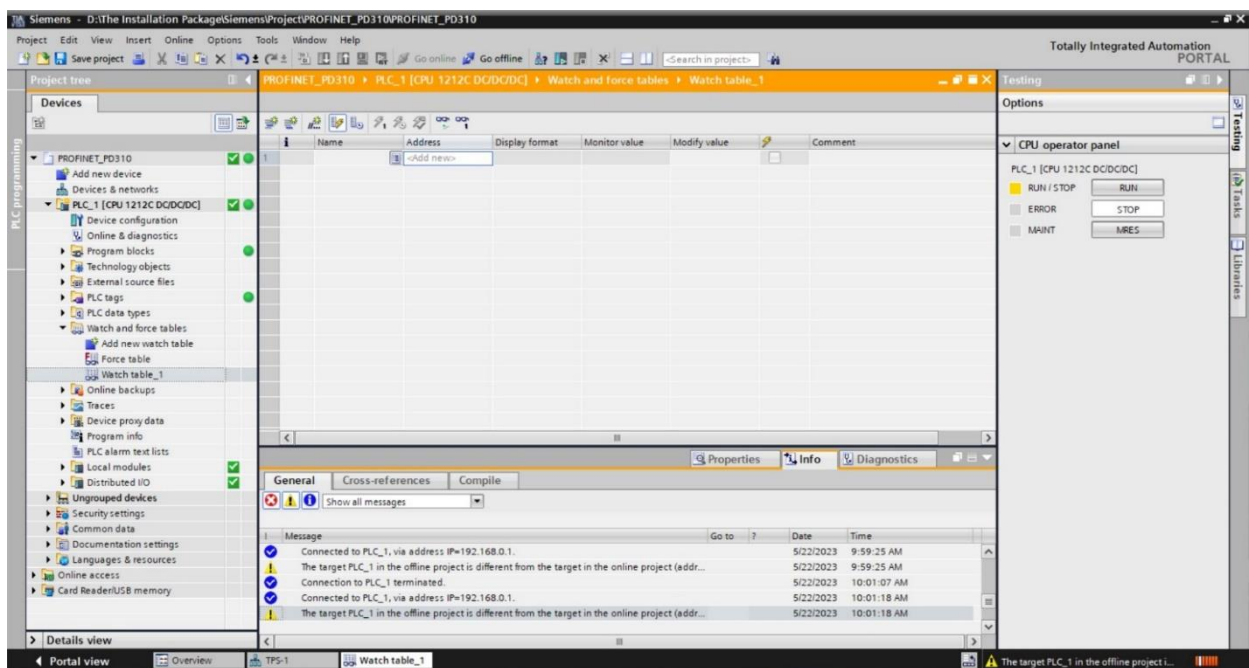 Siemens - D:\The Installation Package\Siemens\Project\PROFINET_PD310\PROFINET_PD310
Project Edit View Insert Online Options Tools Window Help
Totally Integrated Automation
PORTAL
Save project
Go online
Go offline
<Search in project>
Project tree
PROFINET_PD310 ▸ PLC_1 [CPU 1212C DC/DC/DC] ▸ Watch and force tables ▸ Watch table_1
Testing
Devices
Options
PLC programming
i Name Address Display format Monitor value Modify value Comment
1 <Add new>
PROFINET_PD310
Add new device
Devices & networks
PLC_1 [CPU 1212C DC/DC/DC]
Device configuration
Online & diagnostics
Program blocks
Technology objects
External source files
PLC tags
PLC data types
Watch and force tables
Add new watch table
Force table
Watch table_1
Online backups
Traces
Device proxy data
Program info
PLC alarm text lists
Local modules
Distributed I/O
Ungrouped devices
Security settings
Common data
Documentation settings
Languages & resources
Online access
Card Reader/USB memory
Details view
CPU operator panel
PLC_1 [CPU 1212C DC/DC/DC]
RUN / STOP RUN
ERROR STOP
MAINT MRES
Testing
Tasks
Libraries
Properties Info Diagnostics
General Cross-references Compile
Show all messages
! Message Go to ? Date Time
Connected to PLC_1, via address IP=192.168.0.1. 5/22/2023 9:59:25 AM
The target PLC_1 in the offline project is different from the target in the online project (addr... 5/22/2023 9:59:25 AM
Connection to PLC_1 terminated. 5/22/2023 10:01:07 AM
Connected to PLC_1, via address IP=192.168.0.1. 5/22/2023 10:01:18 AM
The target PLC_1 in the offline project is different from the target in the online project (addr... 5/22/2023 10:01:18 AM
Portal view Overview TPS-1 Watch table_1 The target PLC_1 in the offline project i...